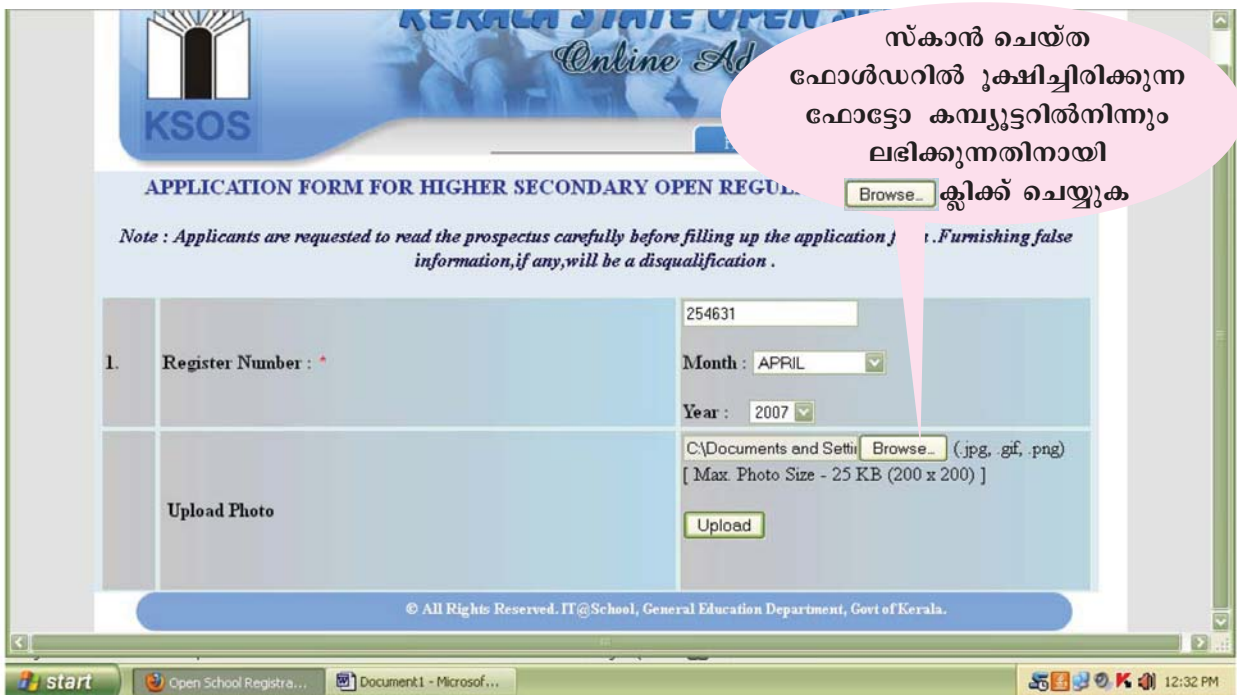 KERALA STATE OPEN
Online Ad
KSOS
സ്കാൻ ചെയ്ത
ഫോൾഡറിൽ ൂക്ഷിച്ചിരിക്കുന്ന
ഫോട്ടോ കമ്പ്യൂട്ടറിൽനിന്നും
ലഭിക്കുന്നതിനായി
Browse... ക്ലിക്ക് ചെയ്യുക
APPLICATION FORM FOR HIGHER SECONDARY OPEN REGUL
Note : Applicants are requested to read the prospectus carefully before filling up the application .Furnishing false
information,if any,will be a disqualification .
254631
1. Register Number : * Month : APRIL
Year : 2007
C:\Documents and Setti Browse... (.jpg, .gif, .png)
[ Max. Photo Size - 25 KB (200 x 200) ]
Upload Photo Upload
© All Rights Reserved. IT@School, General Education Department, Govt of Kerala.
start Open School Registra... Document1 - Microsof... 12:32 PM